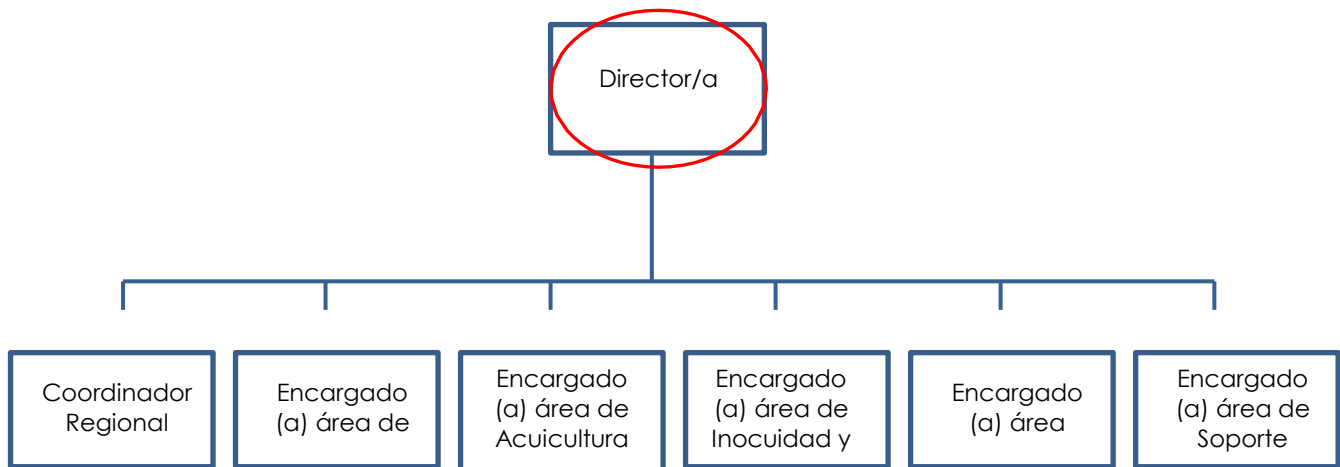 Director/a
Coordinador
Regional
Encargado
(a) área de
Encargado
(a) área de
Acuicultura
Encargado
(a) área de
Inocuidad y
Encargado
(a) área
Encargado
(a) área de
Soporte